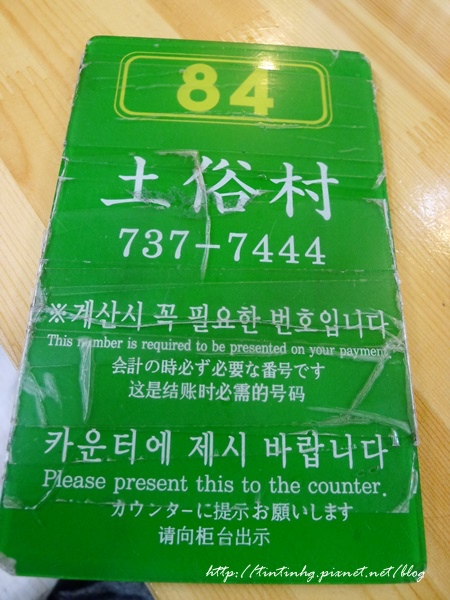 84
土俗村
737-7444
※계산시 꼭 필요한 번호입니다
This number is required to be presented on your payment
会計の時必ず必要な番号です
这是结账时必需的号码
카운터에 제시 바랍니다
Please present this to the counter.
カウンターに提示お願いします
请向柜台出示
http://tintinhg.pixnet.net/blog